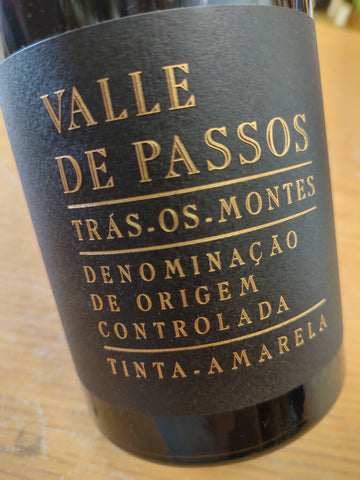 VALLE
DE PASSOS
TRÁS-OS-MONTES
DENOMINAÇÃO
DE ORIGEM
CONTROLADA
TINTA-AMARELA